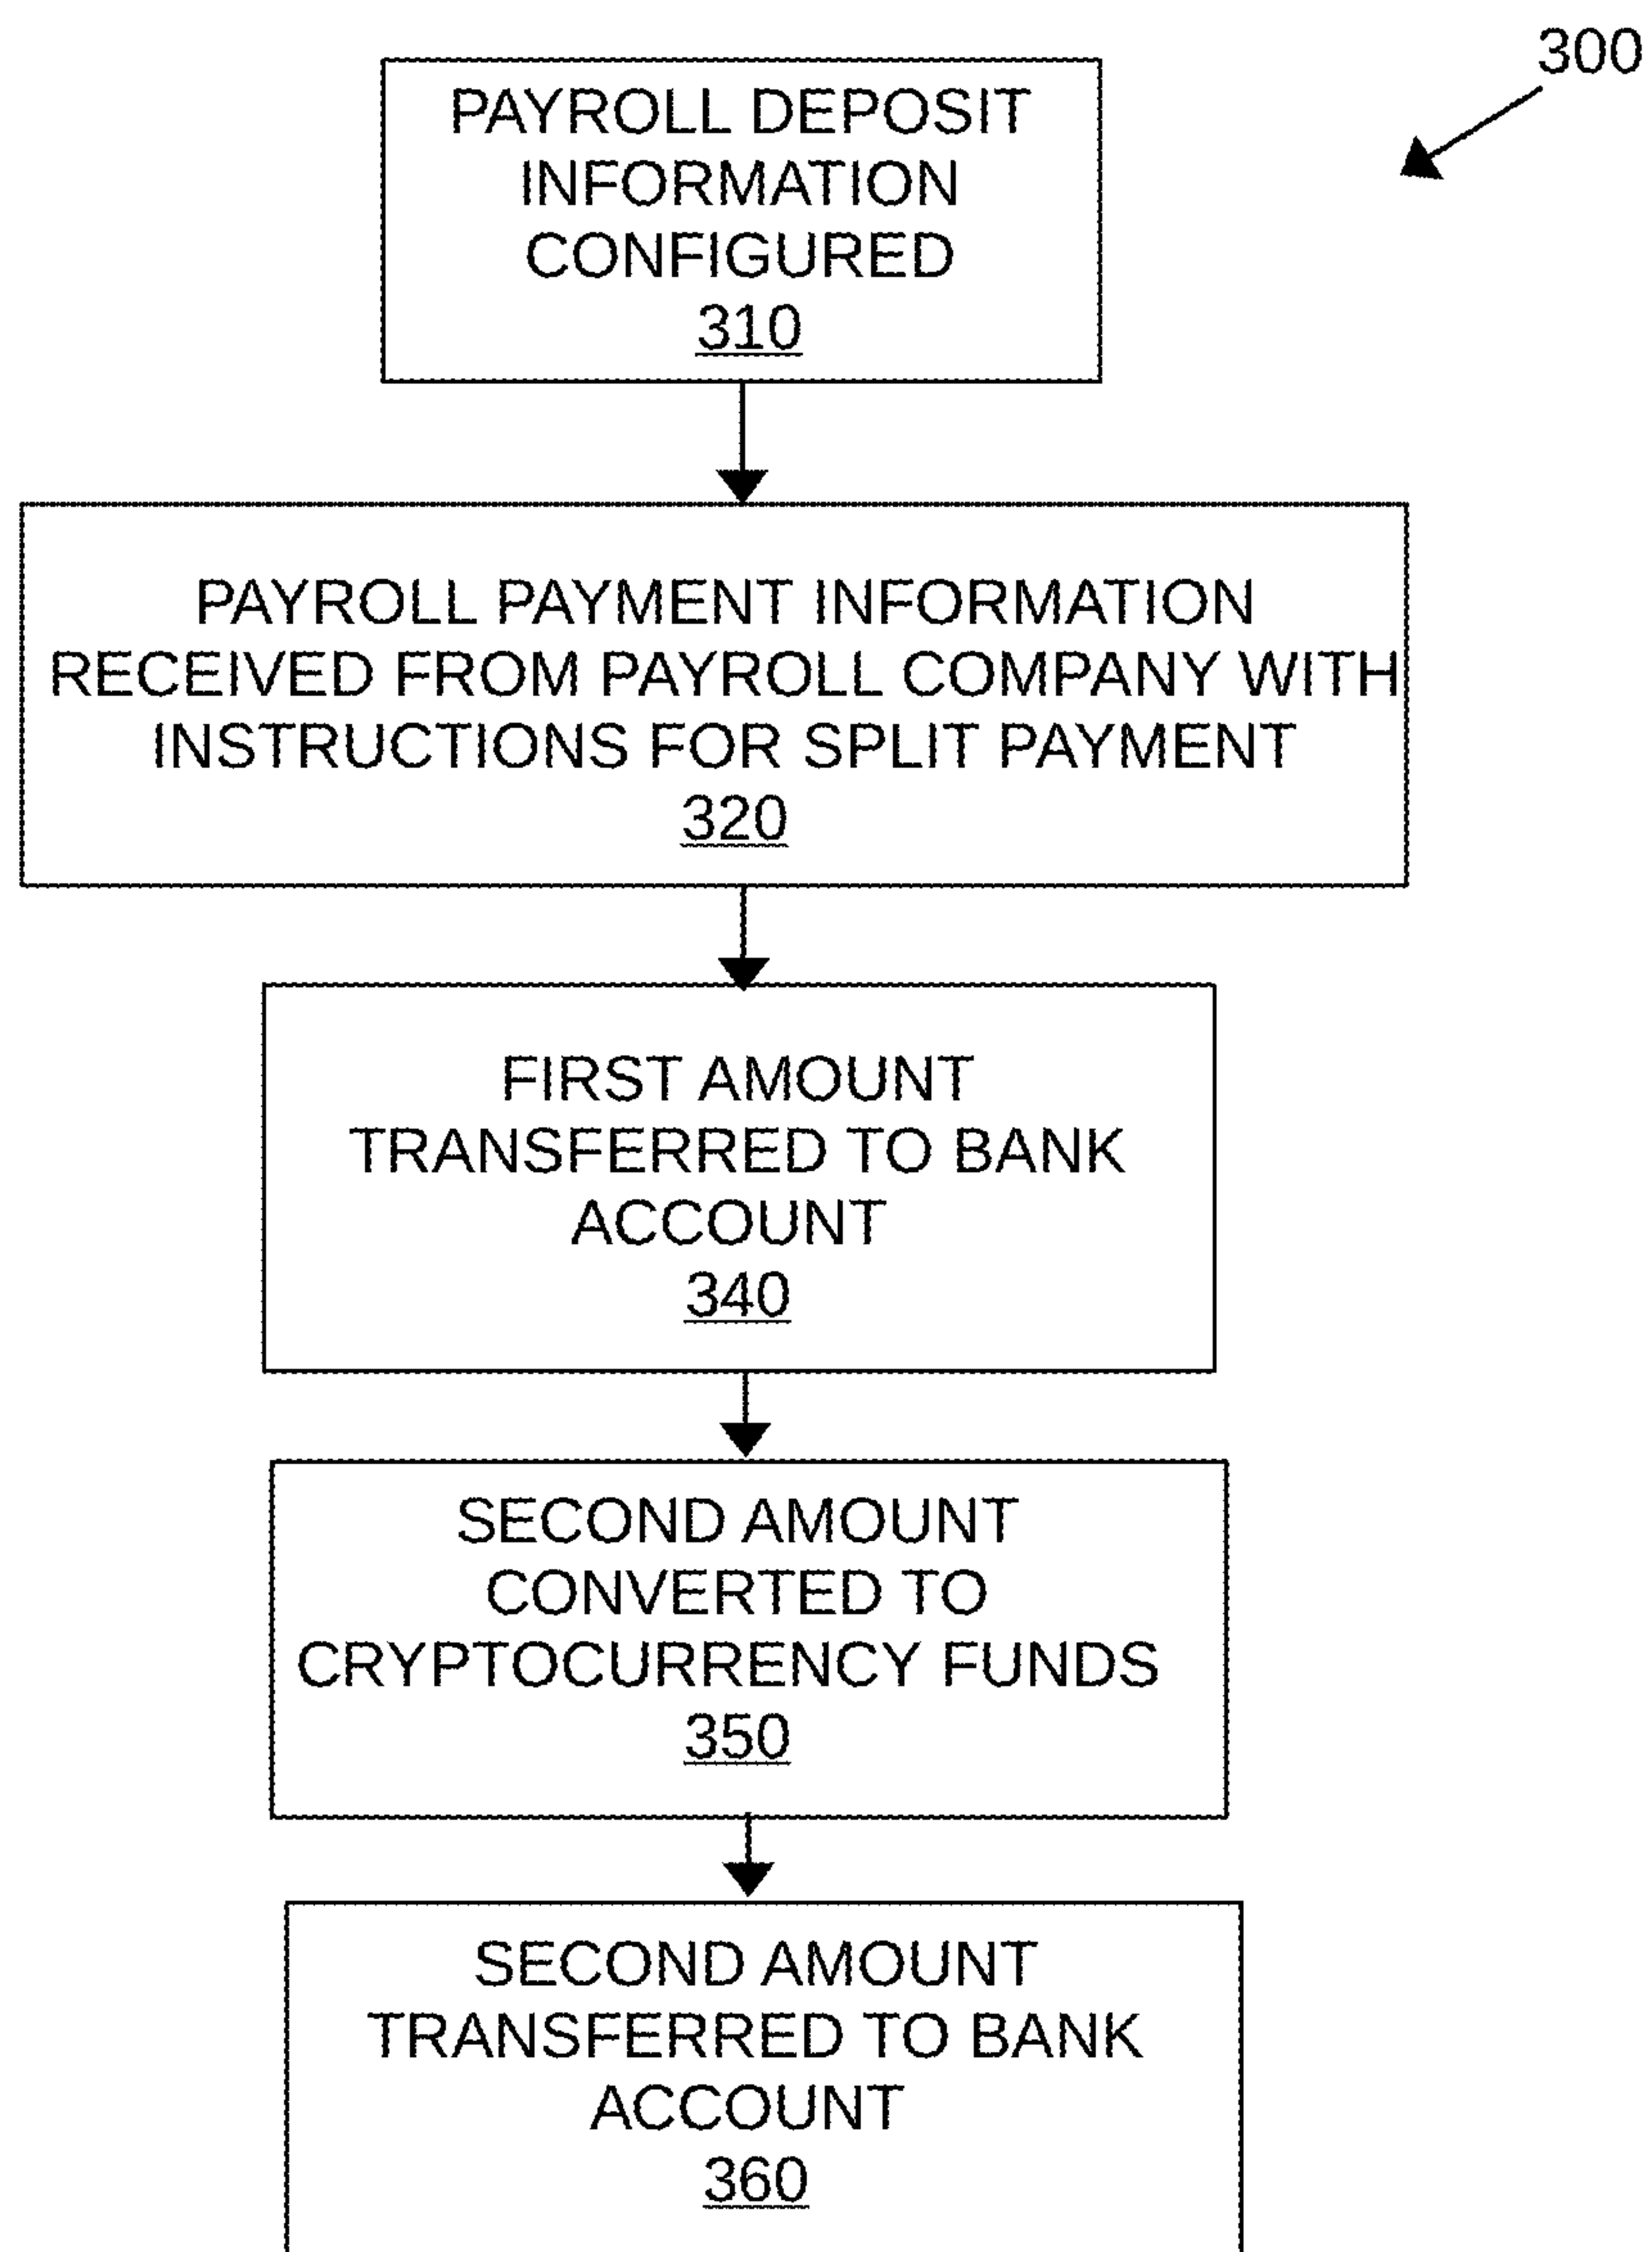 300
PAYROLL DEPOSIT
INFORMATION
CONFIGURED
310
PAYROLL PAYMENT INFORMATION
RECEIVED FROM PAYROLL COMPANY WITH
INSTRUCTIONS FOR SPLIT PAYMENT
320
FIRST AMOUNT
TRANSFERRED TO BANK
ACCOUNT
340
SECOND AMOUNT
CONVERTED TO
CRYPTOCURRENCY FUNDS
350
SECOND AMOUNT
TRANSFERRED TO BANK
ACCOUNT
360